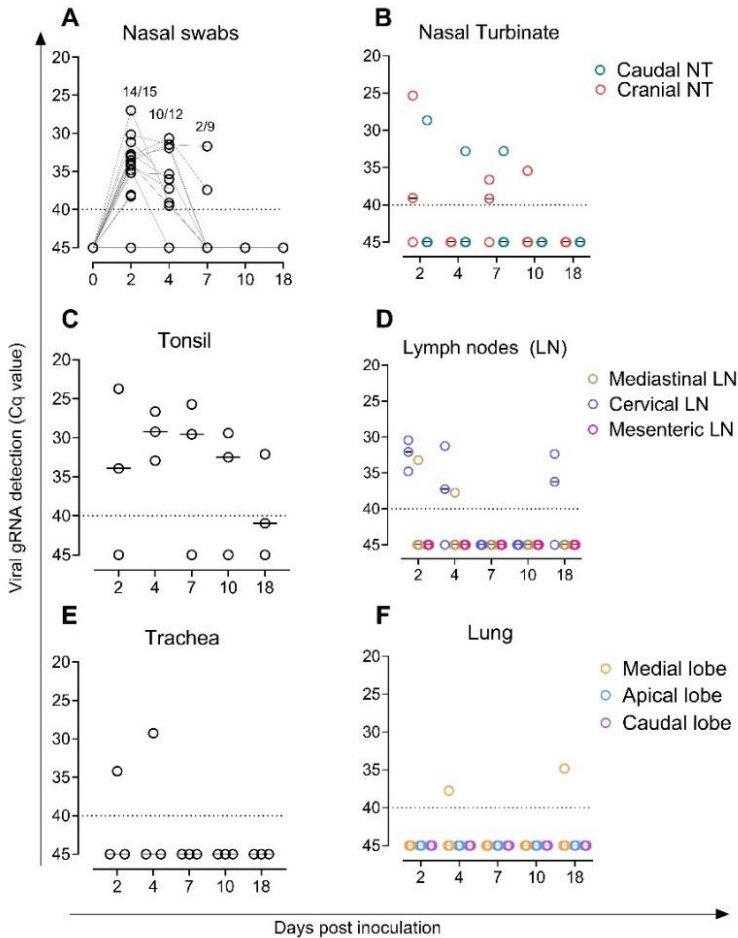 A
Nasal swabs
14/15
10/12
2/9
20
25
30
35
40
45
0 2 4 7 10 18
B
Nasal Turbinate
Caudal NT
Cranial NT
20
25
30
35
40
45
2 4 7 10 18
C
Tonsil
20
25
30
35
40
45
2 4 7 10 18
D
Lymph nodes (LN)
Mediastinal LN
Cervical LN
Mesenteric LN
20
25
30
35
40
45
2 4 7 10 18
E
Trachea
20
25
30
35
40
45
2 4 7 10 18
F
Lung
Medial lobe
Apical lobe
Caudal lobe
20
25
30
35
40
45
2 4 7 10 18
Viral gRNA detection (Cq value)
Days post inoculation